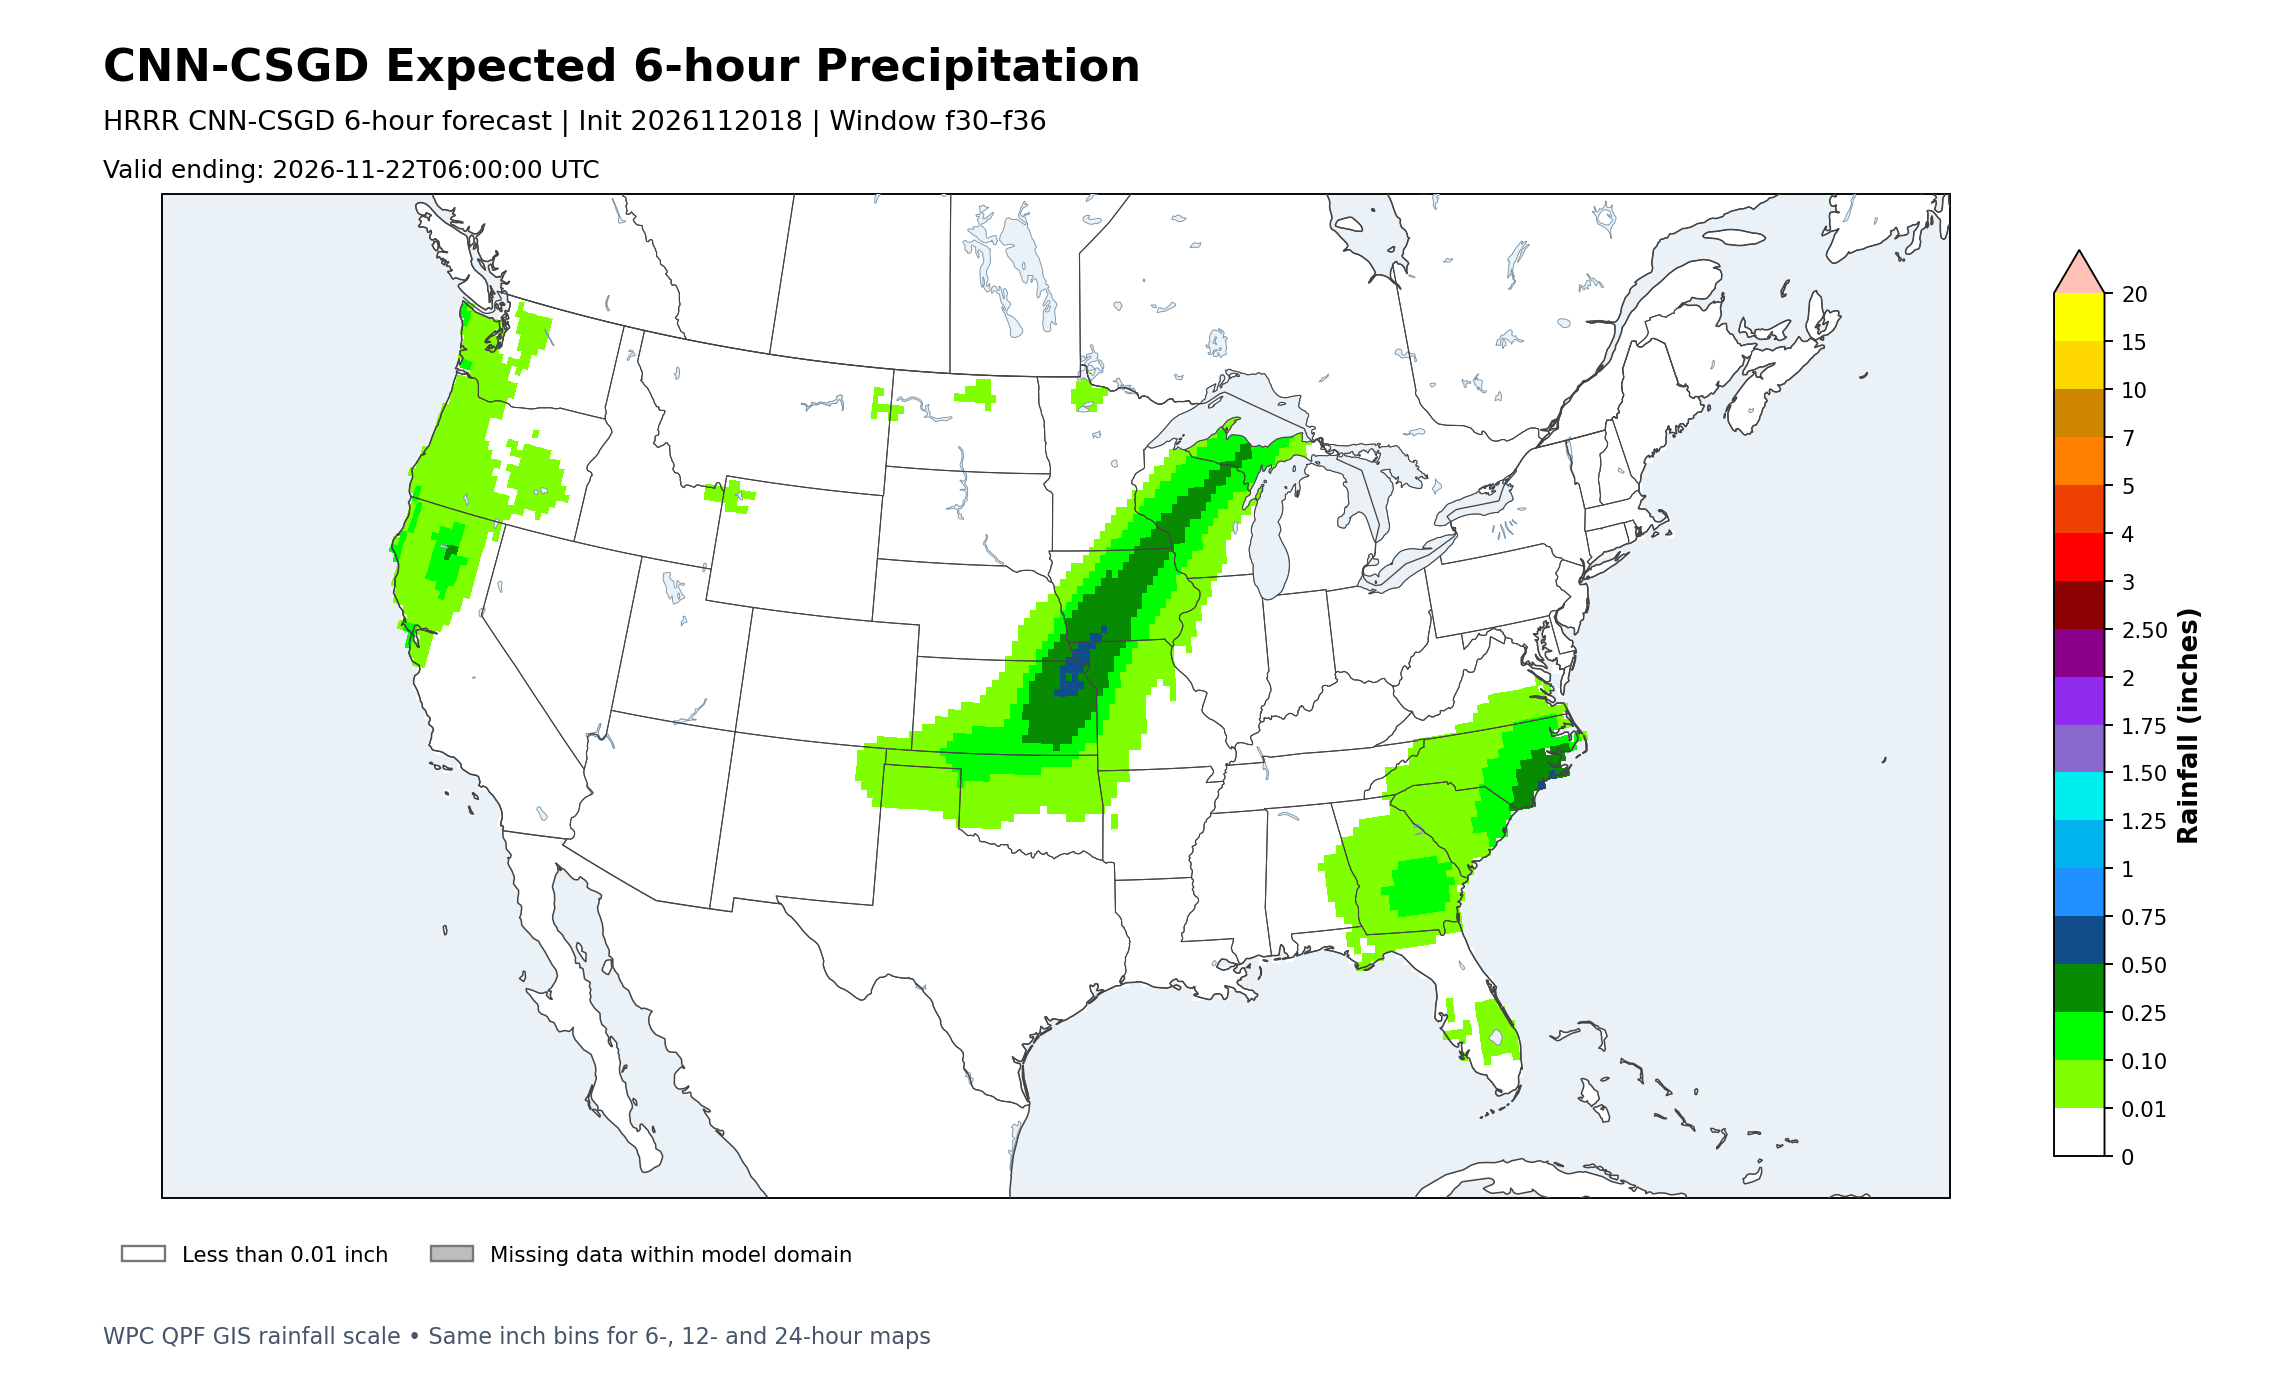 CNN-CSGD Expected 6-hour Precipitation
HRRR CNN-CSGD 6-hour forecast | Init 2026112018 | Window f30–f36
Valid ending: 2026-11-22T06:00:00 UTC
20
15
10
7
5
4
3
2.50
2
1.75
1.50
1.25
1
0.75
0.50
0.25
0.10
0.01
0
Rainfall (inches)
Less than 0.01 inch
Missing data within model domain
WPC QPF GIS rainfall scale • Same inch bins for 6-, 12- and 24-hour maps